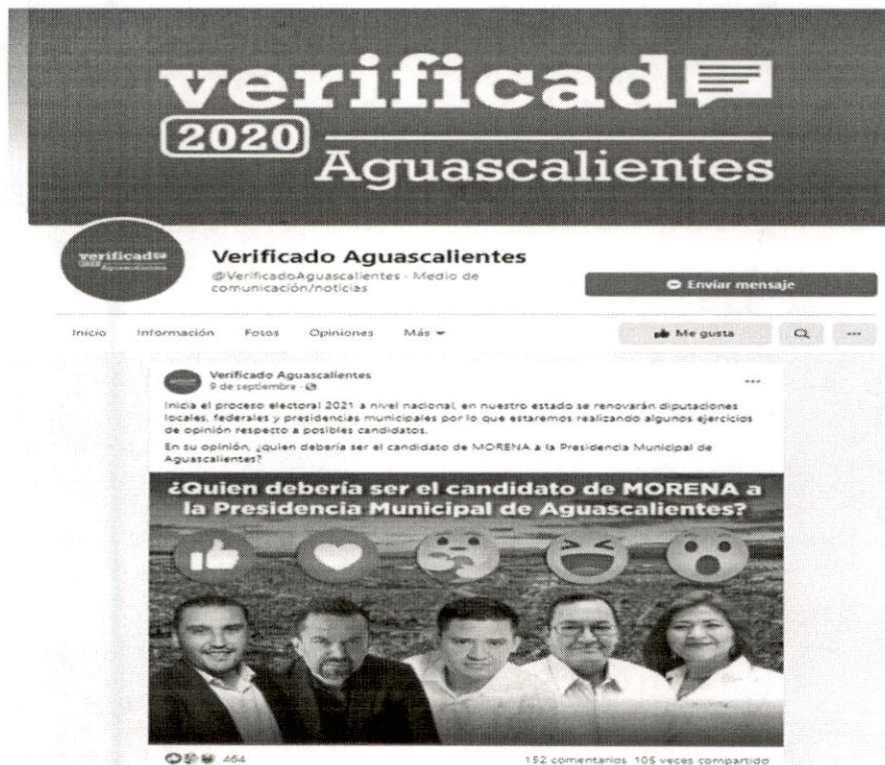 verificado
2020
Aguascalientes
verificado
2020 Aguascalientes
Verificado Aguascalientes
@VerificadoAguascalientes · Medio de
comunicación/noticias
Enviar mensaje
Inicio Información Fotos Opiniones Más
Me gusta
Verificado Aguascalientes
9 de septiembre ·
Inicia el proceso electoral 2021 a nivel nacional, en nuestro estado se renovarán diputaciones
locales, federales y presidencias municipales por lo que estaremos realizando algunos ejercicios
de opinión respecto a posibles candidatos.
En su opinión, ¿quien debería ser el candidato de MORENA a la Presidencia Municipal de
Aguascalientes?
¿Quien debería ser el candidato de MORENA a
la Presidencia Municipal de Aguascalientes?
464
152 comentarios 105 veces compartido